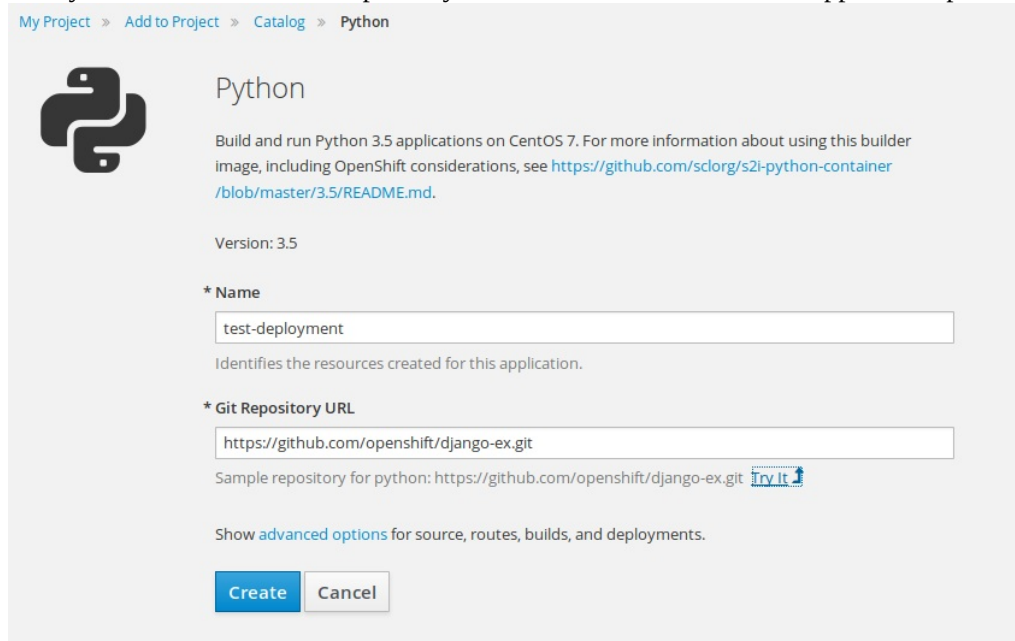 My Project » Add to Project » Catalog » Python
Python
Build and run Python 3.5 applications on CentOS 7. For more information about using this builder
image, including OpenShift considerations, see https://github.com/sclorg/s2i-python-container
/blob/master/3.5/README.md.
Version: 3.5
* Name
test-deployment
Identifies the resources created for this application.
* Git Repository URL
https://github.com/openshift/django-ex.git
Sample repository for python: https://github.com/openshift/django-ex.git Try It
Show advanced options for source, routes, builds, and deployments.
Create Cancel